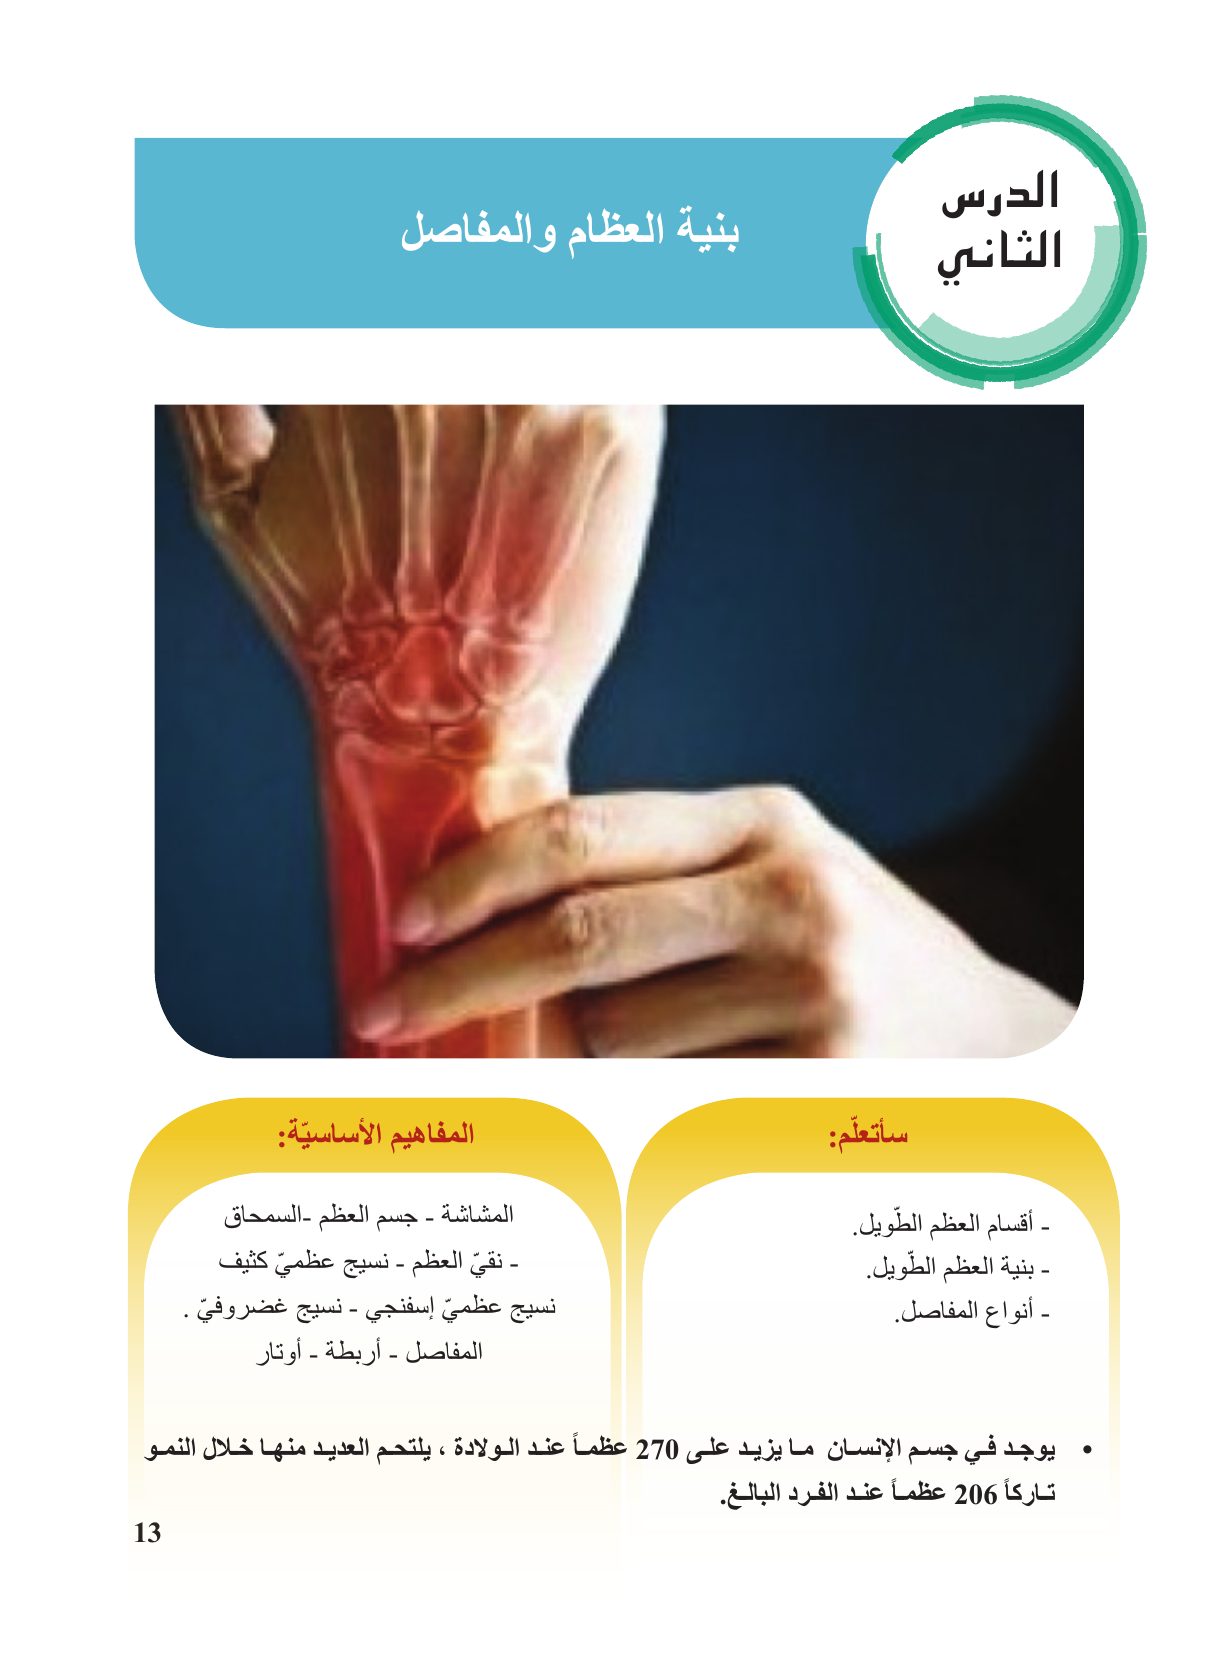 الدرس
الثاني
بنية العظام والمفاصل
سأتعلّم:
- أقسام العظم الطّويل.
- بنية العظم الطّويل.
- أنواع المفاصل.
المفاهيم الأساسيّة:
المشاشة - جسم العظم -السمحاق
- نقيّ العظم - نسيج عظميّ كثيف
نسيج عظميّ إسفنجي - نسيج غضروفيّ .
المفاصل - أربطة - أوتار
• يوجد في جسم الإنسان ما يزيد على 270 عظماً عند الولادة ، يلتحم العديد منها خلال النمو
تاركاً 206 عظماً عند الفرد البالغ.
13